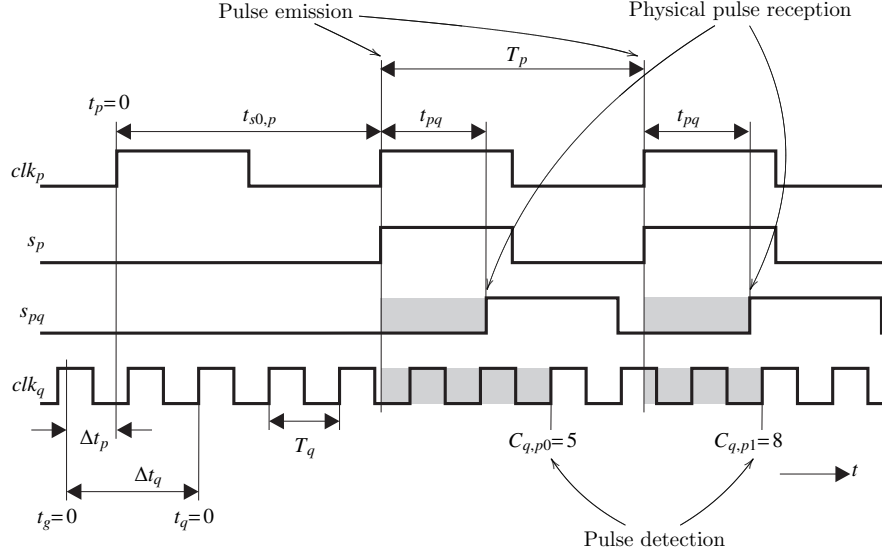 Pulse emission
Physical pulse reception
T_p
t_p=0
t_{s0,p}
t_{pq}
t_{pq}
clk_p
s_p
s_{pq}
clk_q
Δt_p
T_q
C_{q,p0}=5
C_{q,p1}=8
Δt_q
t
t_g=0
t_q=0
Pulse detection